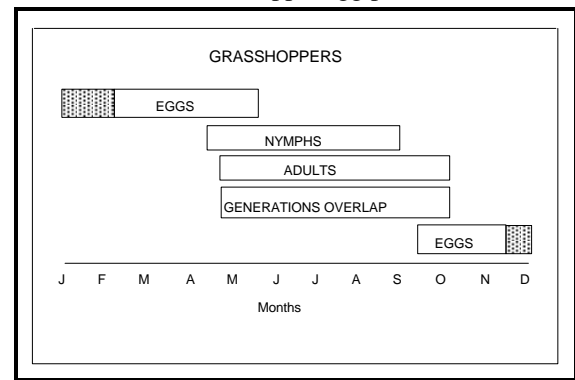 GRASSHOPPERS
EGGS
NYMPHS
ADULTS
GENERATIONS OVERLAP
EGGS
J F M A M J J A S O N D
Months